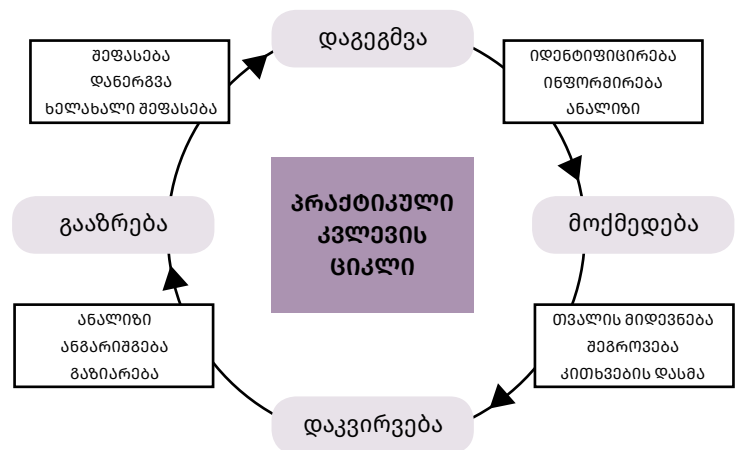 დაგეგმვა
შეფასება
დანერგვა
ხელახალი შეფასება
იდენტიფიცირება
ინფორმირება
ანალიზი
გააზრება
პრაქტიკული
კვლევის
ციკლი
მოქმედება
ანალიზი
ანგარიშგება
გაზიარება
თვალის მიდევნება
შეგროვება
კითხვების დასმა
დაკვირვება